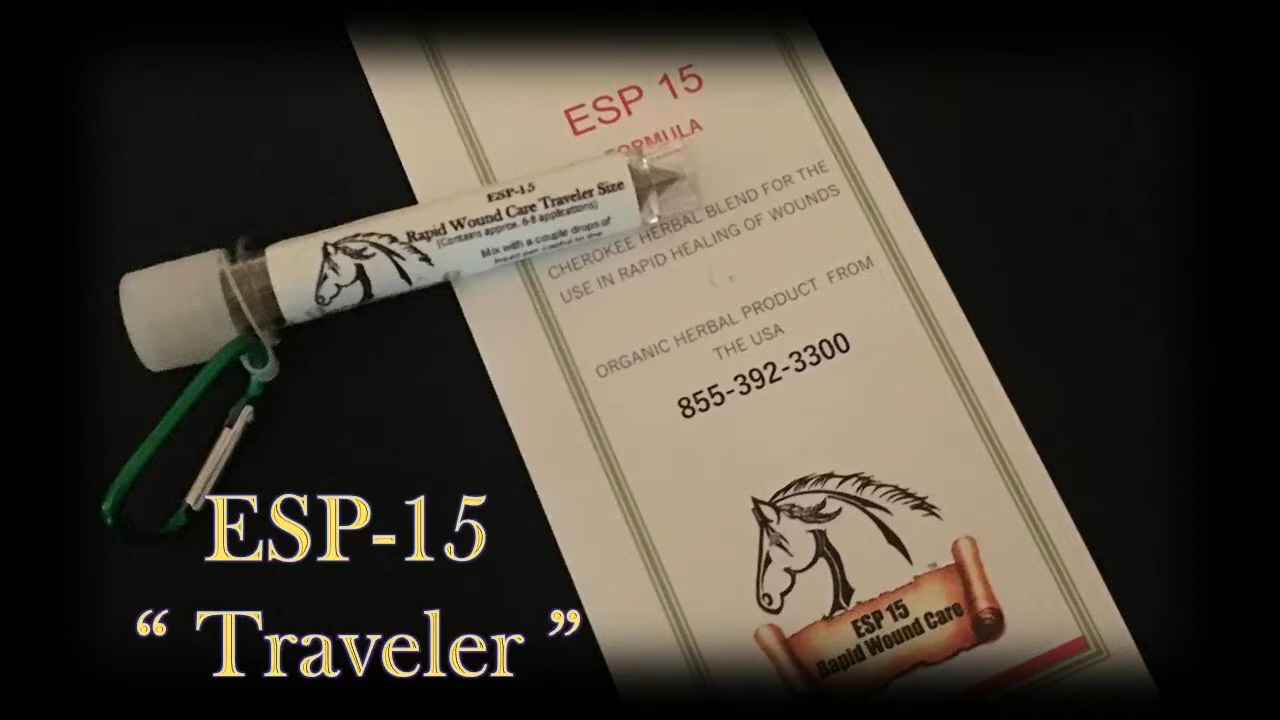 ESP 15
FORMULA
ESP-15
Rapid Wound Care Traveler Size
(Contains approx. 6-8 applications)
Mix with a couple drops of
CHEROKEE HERBAL BLEND FOR THE
USE IN RAPID HEALING OF WOUNDS
ORGANIC HERBAL PRODUCT FROM
THE USA
855-392-3300
TM
ESP 15
Rapid Wound Care
ESP-15
“ Traveler ”